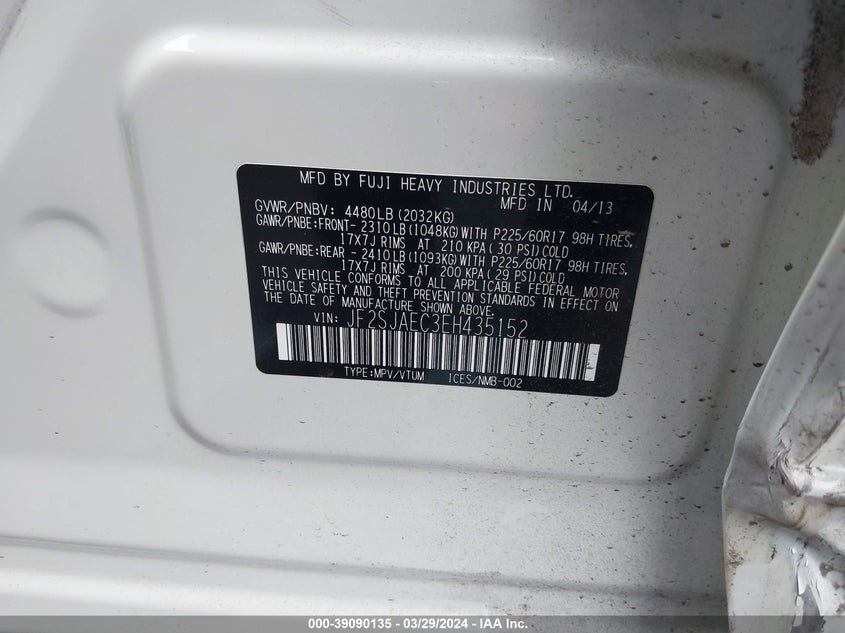 MFD BY FUJI HEAVY INDUSTRIES LTD.
MFD IN 04/13
GVWR/PNBV: 4480LB(2032KG)
GAWR/PNBE:FRONT- 2310LB(1048KG)WITH P225/60R17 98H TIRES,
17X7J RIMS AT 210 KPA(30 PSI)COLD
GAWR/PNBE:REAR - 2410LB(1093KG)WITH P225/60R17 98H TIRES,
17X7J RIMS AT 200 KPA(29 PSI)COLD
THIS VEHICLE CONFORMS TO ALL APPLICABLE FEDERAL MOTOR
VEHICLE SAFETY AND THEFT PREVENTION STANDARDS IN EFFECT ON
THE DATE OF MANUFACTURE SHOWN ABOVE.
VIN: JF2SJAEC3EH435152
TYPE:MPV/VTUM ICES/NMB-002
000-39090135 - 03/29/2024 - IAA Inc.